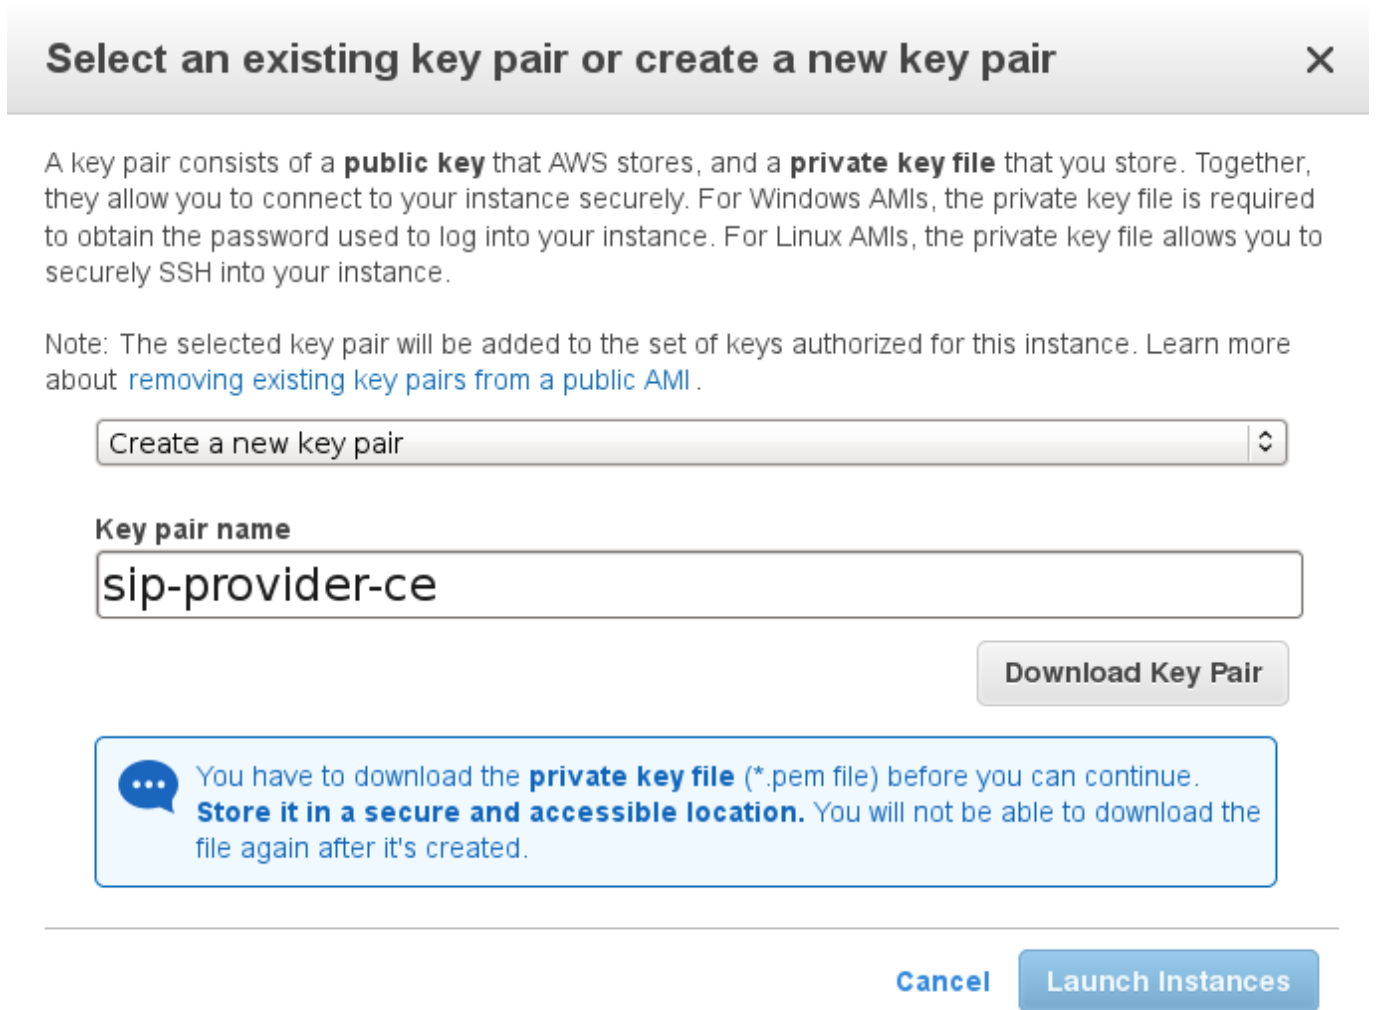 Select an existing key pair or create a new key pair
A key pair consists of a public key that AWS stores, and a private key file that you store. Together,
they allow you to connect to your instance securely. For Windows AMIs, the private key file is required
to obtain the password used to log into your instance. For Linux AMIs, the private key file allows you to
securely SSH into your instance.
Note: The selected key pair will be added to the set of keys authorized for this instance. Learn more
about removing existing key pairs from a public AMI.
Create a new key pair
Key pair name
sip-provider-ce
Download Key Pair
You have to download the private key file (*.pem file) before you can continue.
Store it in a secure and accessible location. You will not be able to download the
file again after it's created.
Cancel Launch Instances